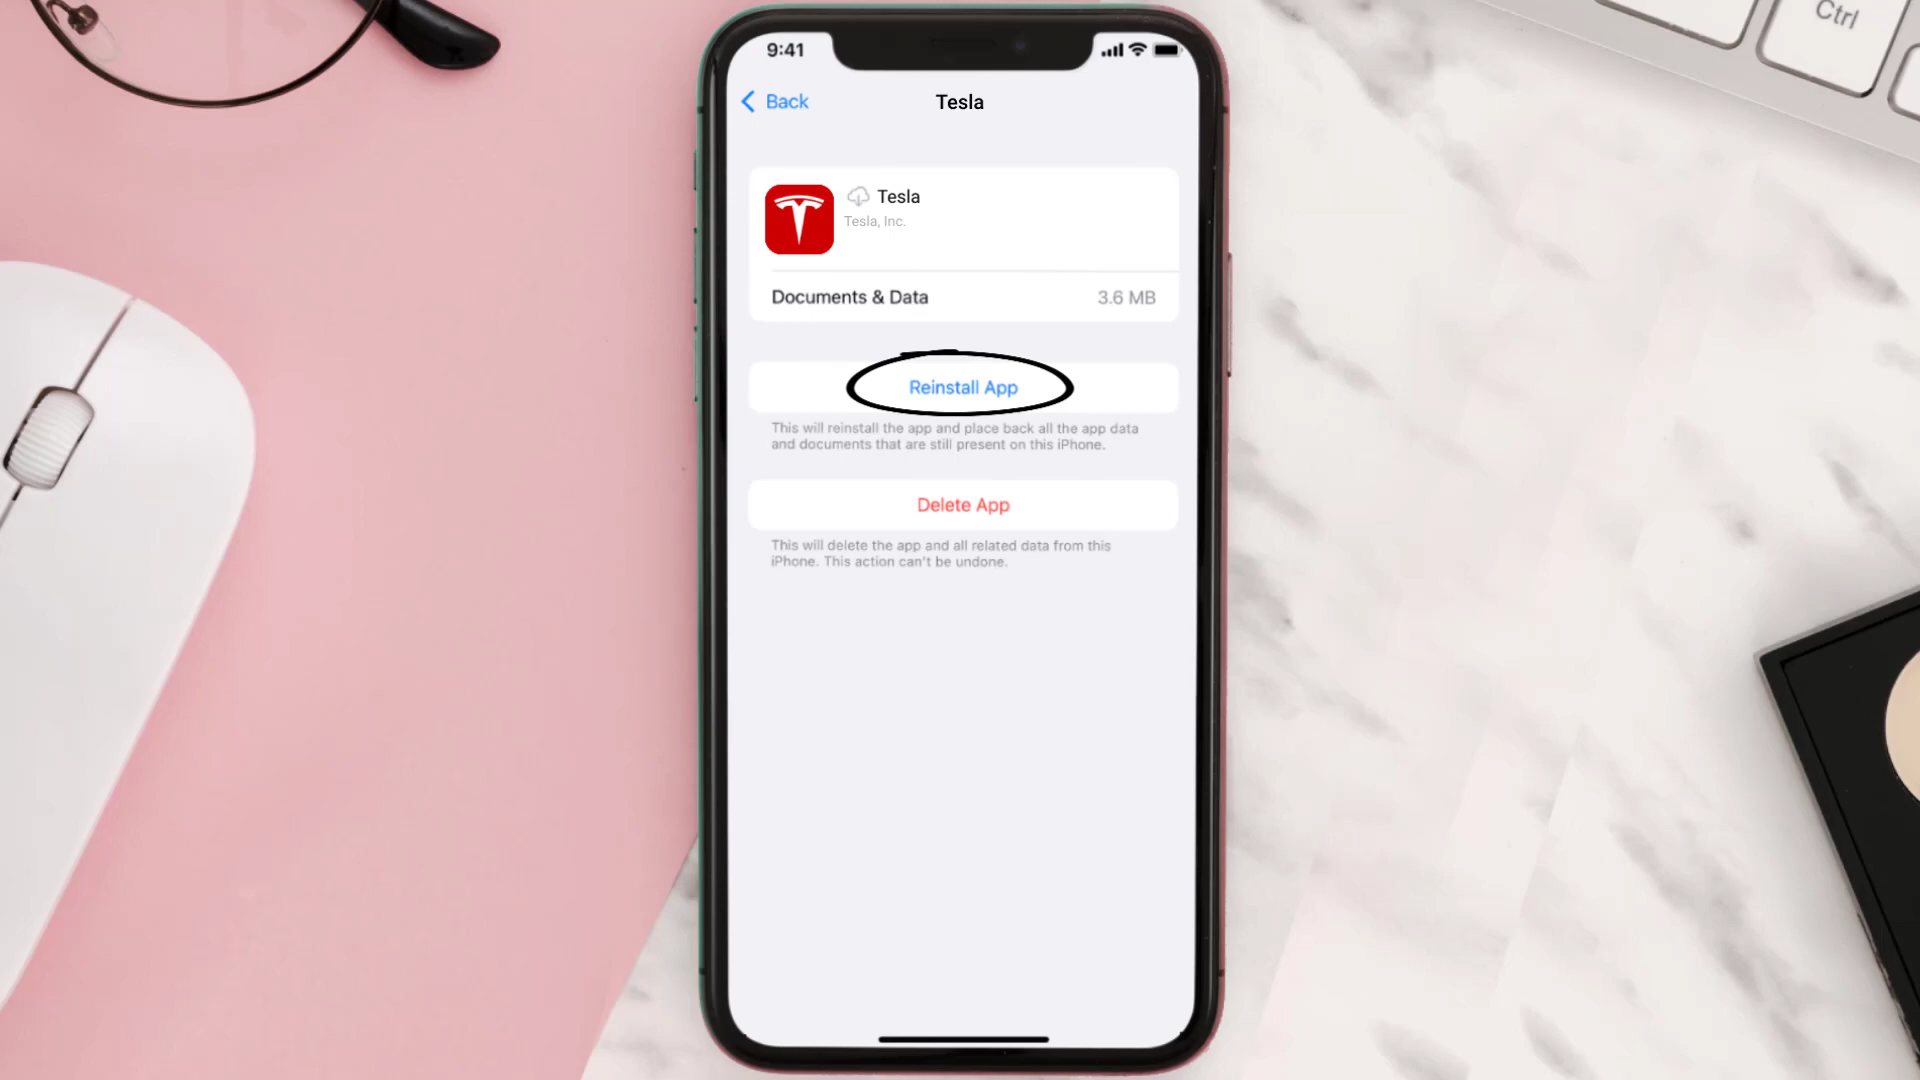 Ctrl
9:41
Back
Tesla
Tesla
Tesla, Inc.
Documents & Data 3.6 MB
Reinstall App
This will reinstall the app and place back all the app data
and documents that are still present on this iPhone.
Delete App
This will delete the app and all related data from this
iPhone. This action can't be undone.